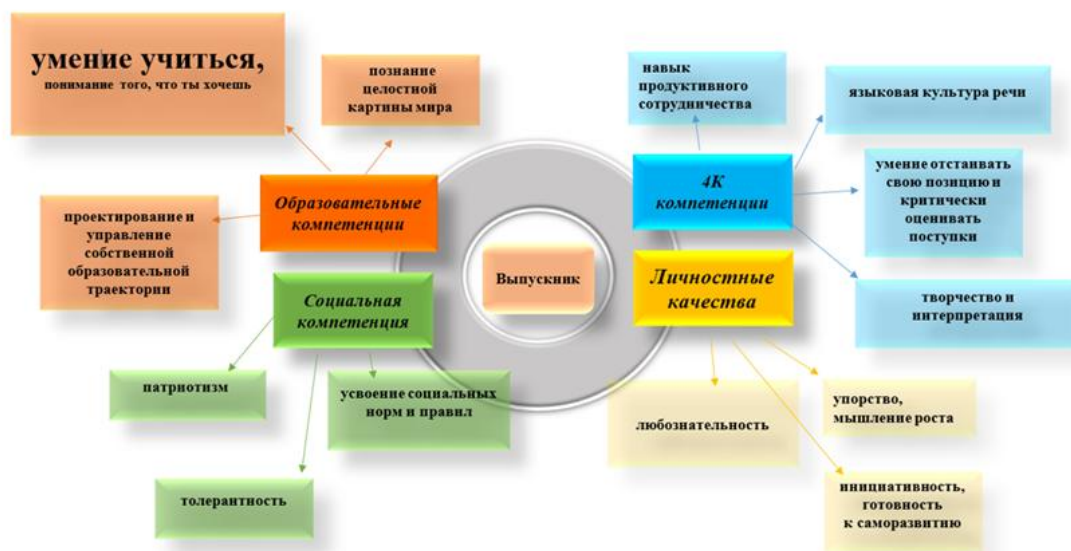 умение учиться,
понимание того, что ты хочешь
познание
целостной
картины мира
Образовательные
компетенции
проектирование и
управление
собственной
образовательной
траектории
Социальная
компетенция
патриотизм
усвоение социальных
норм и правил
толерантность
Выпускник
навык
продуктивного
сотрудничества
языковая культура речи
4К
компетенции
умение отстаивать
свою позицию и
критически
оценивать
поступки
Личностные
качества
творчество и
интерпретация
любознательность
упорство,
мышление роста
инициативность,
готовность
к саморазвитию